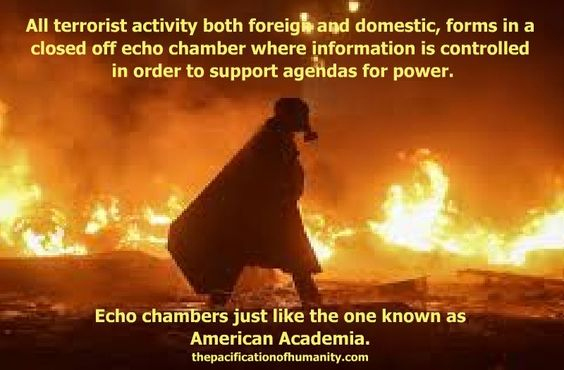 All terrorist activity both foreign and domestic, forms in a
closed off echo chamber where information is controlled
in order to support agendas for power.
Echo chambers just like the one known as
American Academia.
thepacificationofhumanity.com